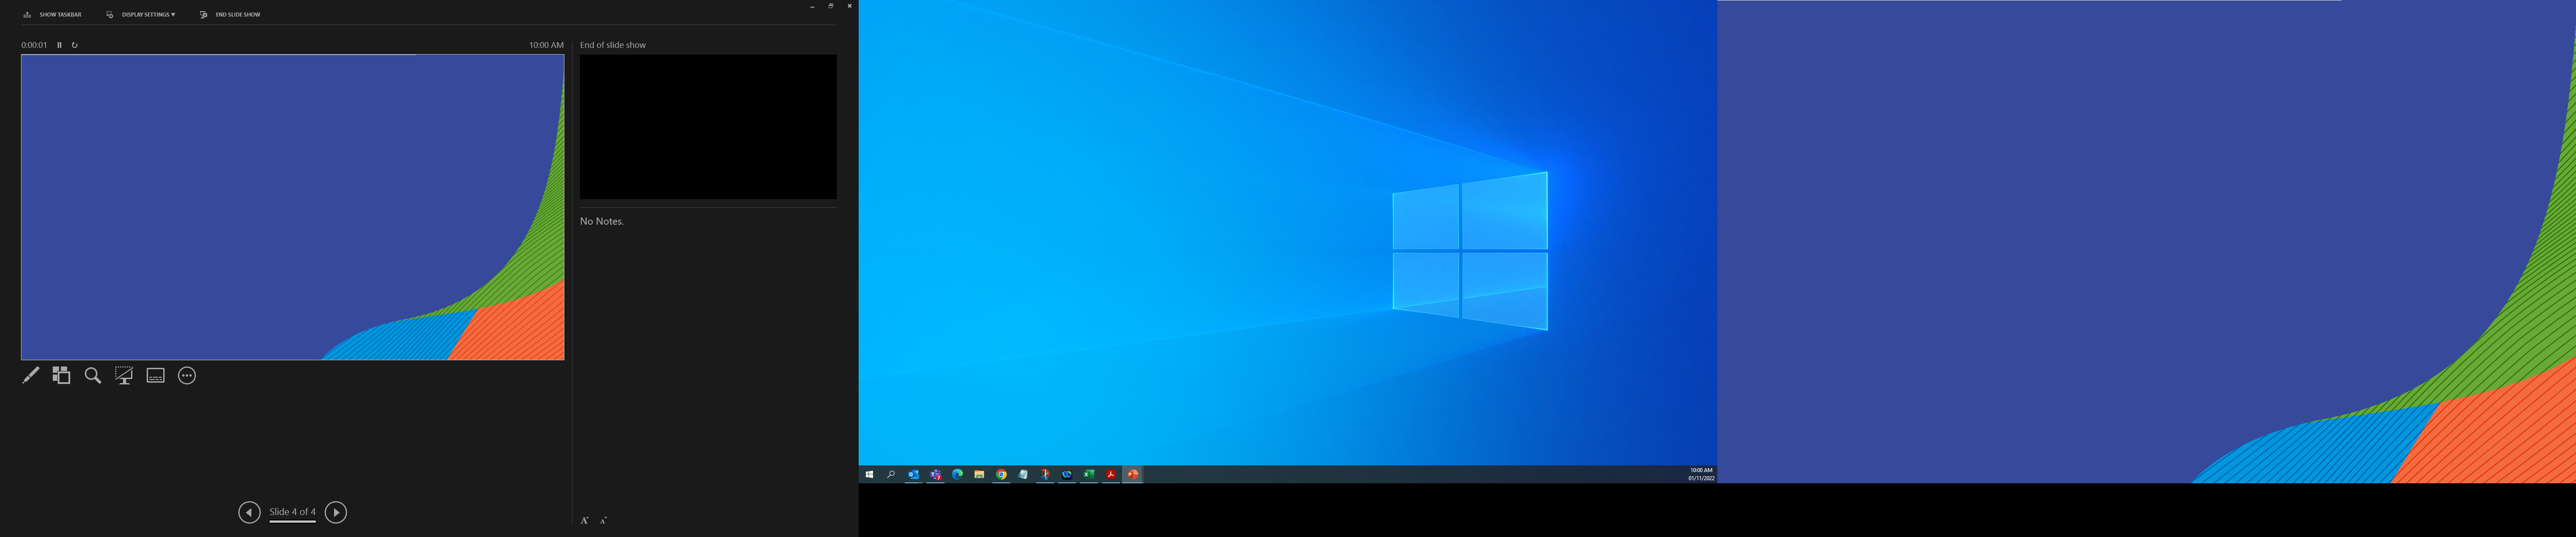 SHOW TASKBAR
DISPLAY SETTINGS ▼
END SLIDE SHOW
0:00:01
10:00 AM
End of slide show
No Notes.
Slide 4 of 4
A
A
10:00 AM
01/11/2022